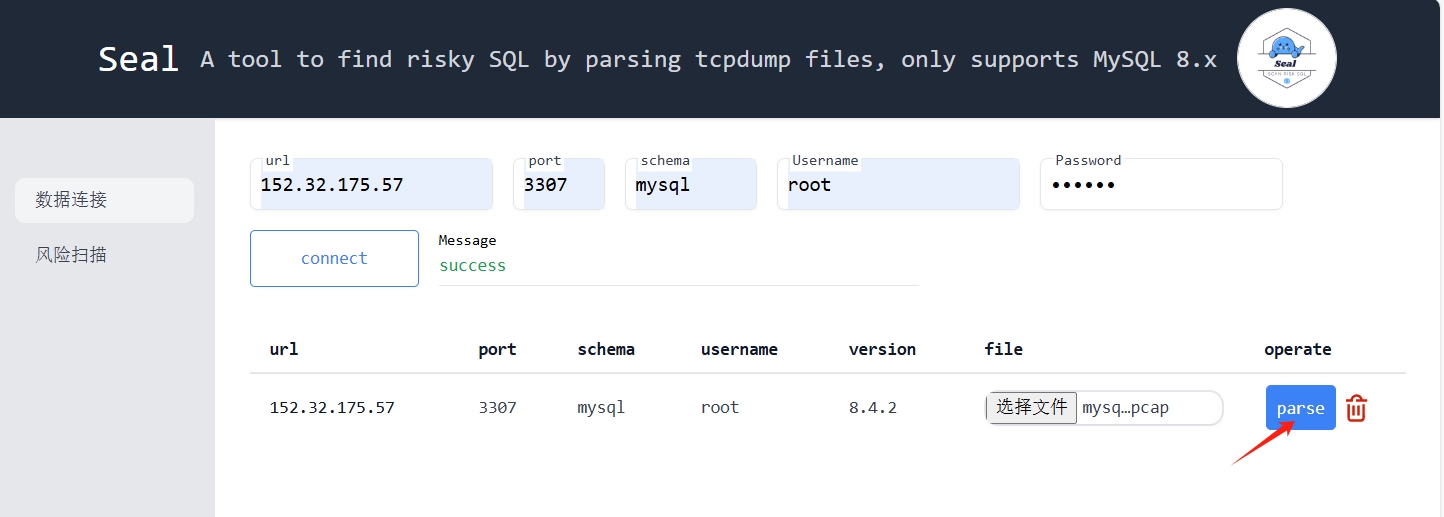 Seal A tool to find risky SQL by parsing tcpdump files, only supports MySQL 8.x
Seal
SCAN RISK SQL
url port schema Username Password
152.32.175.57 3307 mysql root ••••••
数据连接
风险扫描
connect
Message
success
url port schema username version file operate
152.32.175.57 3307 mysql root 8.4.2 选择文件 mysq…pcap parse